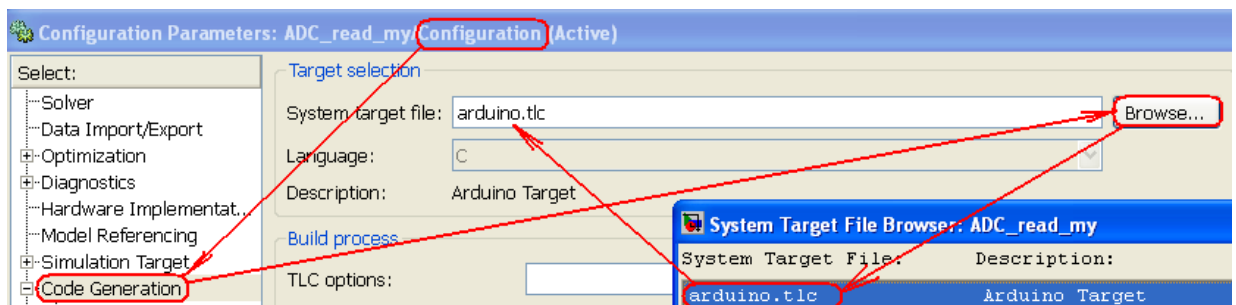 Configuration Parameters: ADC_read_my/Configuration (Active)
Select:
Solver
Data Import/Export
Optimization
Diagnostics
Hardware Implementat...
Model Referencing
Simulation Target
Code Generation
Target selection
System target file: arduino.tlc Browse...
Language: C
Description: Arduino Target
Build process
TLC options:
System Target File Browser: ADC_read_my
System Target File: Description:
arduino.tlc Arduino Target